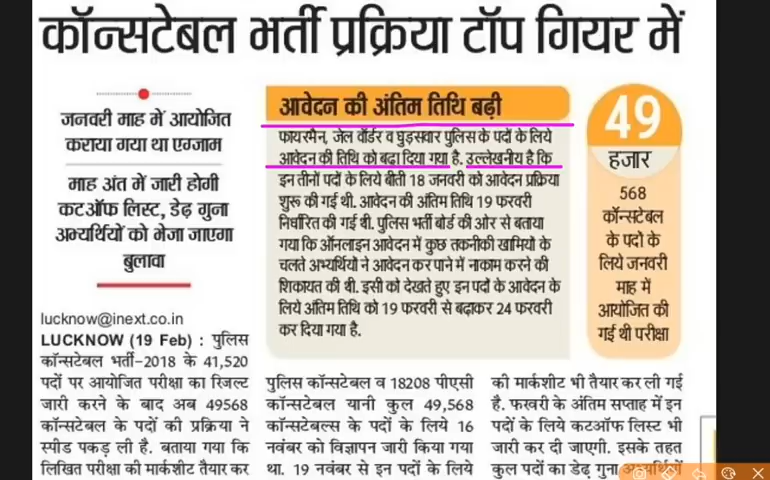 कॉन्सटेबल भर्ती प्रक्रिया टॉप गियर में
जनवरी माह में आयोजित
कराया गया था एग्जाम
माह अंत में जारी होगी
कटऑफ लिस्ट, डेढ़ गुना
अभ्यर्थियों को भेजा जाएगा
बुलावा
lucknow@inext.co.in
LUCKNOW (19 Feb) : पुलिस
कॉन्सटेबल भर्ती-2018 के 41,520
पदों पर आयोजित परीक्षा का रिजल्ट
जारी करने के बाद अब 49568
कॉन्सटेबल के पदों की प्रक्रिया ने
स्पीड पकड़ ली है. बताया गया कि
लिखित परीक्षा की मार्कशीट तैयार कर
आवेदन की अंतिम तिथि बढ़ी
फायरमैन, जेल वॉर्डर व घुड़सवार पुलिस के पदों के लिये
आवेदन की तिथि को बढ़ा दिया गया है. उल्लेखनीय है कि
इन तीनों पदों के लिये बीती 18 जनवरी को आवेदन प्रक्रिया
शुरू की गई थी. आवेदन की अंतिम तिथि 19 फरवरी
निर्धारित की गई थी. पुलिस भर्ती बोर्ड की ओर से बताया
गया कि ऑनलाइन आवेदन में कुछ तकनीकी खामियों के
चलते अभ्यर्थियों ने आवेदन कर पाने में नाकाम करने की
शिकायत की थी. इसी को देखते हुए इन पदों के आवेदन के
लिये अंतिम तिथि को 19 फरवरी से बढ़ाकर 24 फरवरी
कर दिया गया है.
49
हजार
568
कॉन्सटेबल
के पदों के
लिये जनवरी
माह में
आयोजित की
गई थी परीक्षा
पुलिस कॉन्सटेबल व 18208 पीएसी
कॉन्सटेबल यानी कुल 49,568
कॉन्सटेबल्स के पदों के लिये 16
नवंबर को विज्ञापन जारी किया गया
था. 19 नवंबर से इन पदों के लिये
की मार्कशीट भी तैयार कर ली गई
है. फरवरी के अंतिम सप्ताह में इन
पदों के लिये कटऑफ लिस्ट भी
जारी कर दी जाएगी. इसके तहत
कुल पदों का डेढ़ गुना अभ्यर्थियों